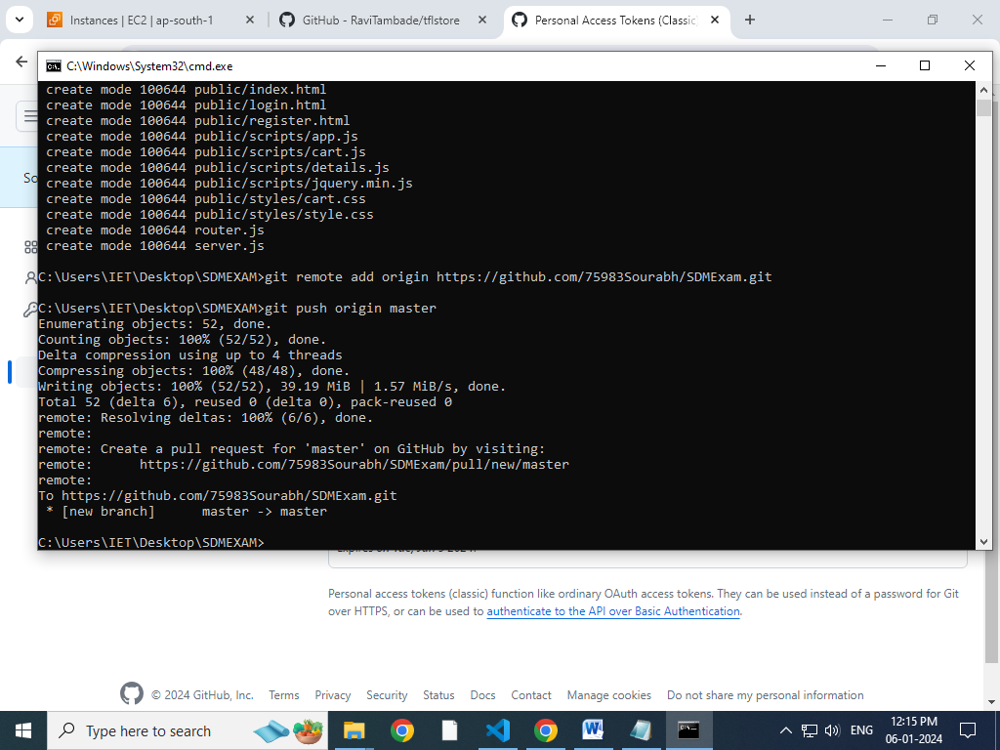 Instances | EC2 | ap-south-1
GitHub - RaviTambade/tflstore
Personal Access Tokens (Classic)
C:\Windows\System32\cmd.exe
create mode 100644 public/index.html
create mode 100644 public/login.html
create mode 100644 public/register.html
create mode 100644 public/scripts/app.js
create mode 100644 public/scripts/cart.js
create mode 100644 public/scripts/details.js
create mode 100644 public/scripts/jquery.min.js
create mode 100644 public/styles/cart.css
create mode 100644 public/styles/style.css
create mode 100644 router.js
create mode 100644 server.js
C:\Users\IET\Desktop\SDMEXAM>git remote add origin https://github.com/75983Sourabh/SDMExam.git
C:\Users\IET\Desktop\SDMEXAM>git push origin master
Enumerating objects: 52, done.
Counting objects: 100% (52/52), done.
Delta compression using up to 4 threads
Compressing objects: 100% (48/48), done.
Writing objects: 100% (52/52), 39.19 MiB | 1.57 MiB/s, done.
Total 52 (delta 6), reused 0 (delta 0), pack-reused 0
remote: Resolving deltas: 100% (6/6), done.
remote:
remote: Create a pull request for 'master' on GitHub by visiting:
remote:      https://github.com/75983Sourabh/SDMExam/pull/new/master
remote:
To https://github.com/75983Sourabh/SDMExam.git
* [new branch]      master -> master
C:\Users\IET\Desktop\SDMEXAM>
So
Personal access tokens (classic) function like ordinary OAuth access tokens. They can be used instead of a password for Git
over HTTPS, or can be used to authenticate to the API over Basic Authentication.
© 2024 GitHub, Inc. Terms Privacy Security Status Docs Contact Manage cookies Do not share my personal information
Type here to search
ENG
12:15 PM
06-01-2024